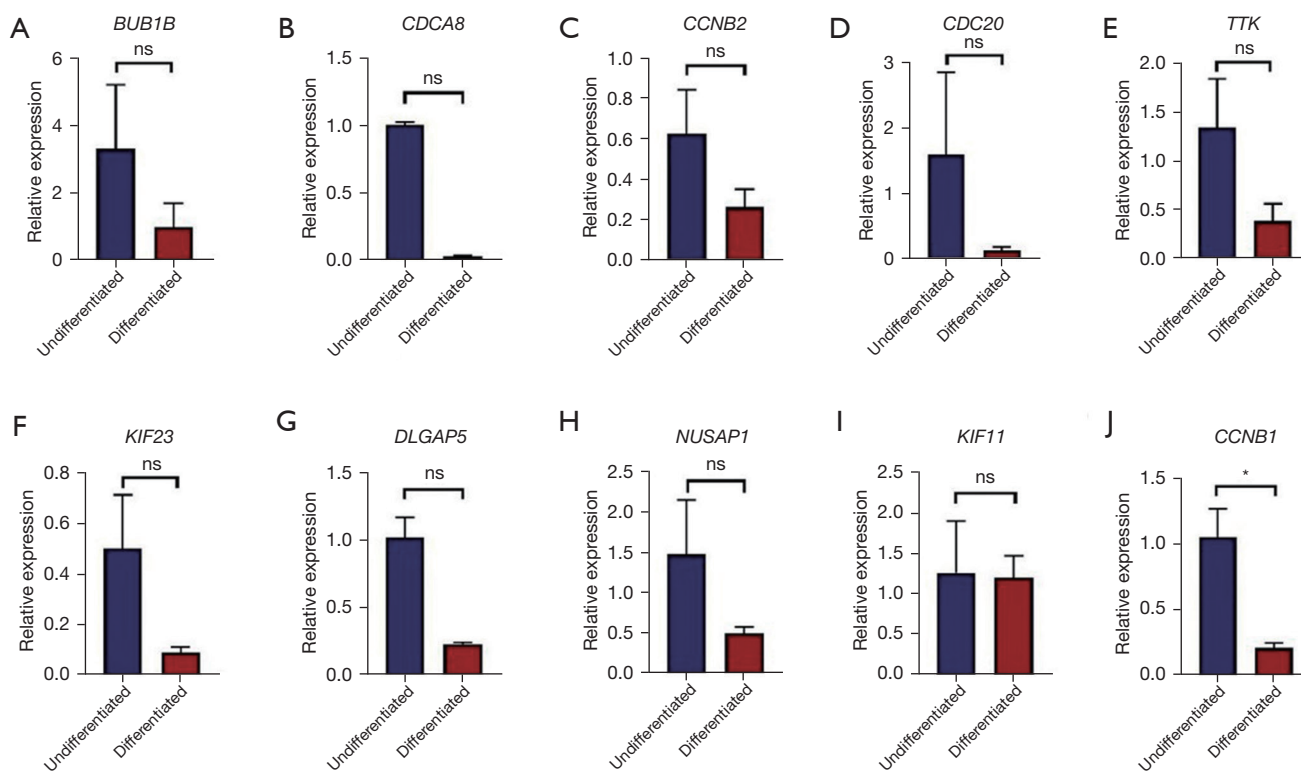 A
BUB1B
ns
Relative expression
6
4
2
0
Undifferentiated
Differentiated
B
CDCA8
ns
Relative expression
1.5
1.0
0.5
0.0
Undifferentiated
Differentiated
C
CCNB2
ns
Relative expression
1.0
0.8
0.6
0.4
0.2
0.0
Undifferentiated
Differentiated
D
CDC20
ns
Relative expression
3
2
1
0
Undifferentiated
Differentiated
E
TTK
ns
Relative expression
2.0
1.5
1.0
0.5
0.0
Undifferentiated
Differentiated
F
KIF23
ns
Relative expression
0.8
0.6
0.4
0.2
0.0
Undifferentiated
Differentiated
G
DLGAP5
ns
Relative expression
1.5
1.0
0.5
0.0
Undifferentiated
Differentiated
H
NUSAP1
ns
Relative expression
2.5
2.0
1.5
1.0
0.5
0.0
Undifferentiated
Differentiated
I
KIF11
ns
Relative expression
2.5
2.0
1.5
1.0
1.0
0.0
Undifferentiated
Differentiated
J
CCNB1
*
Relative expression
1.5
1.0
0.5
0.0
Undifferentiated
Differentiated